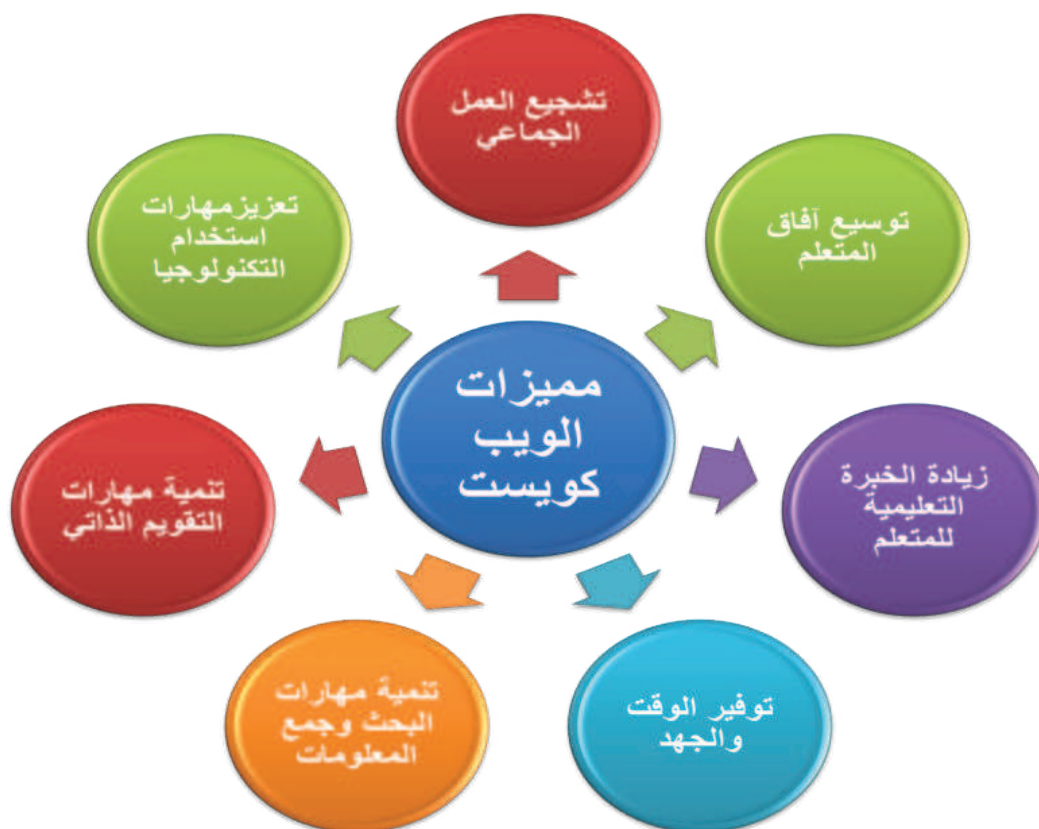 تشجيع العمل
الجماعي
توسيع آفاق
المتعلم
زيادة الخبرة
التعليمية
للمتعلم
توفير الوقت
والجهد
تنمية مهارات
البحث وجمع
المعلومات
تنمية مهارات
التقويم الذاتي
تعزيزمهارات
استخدام
التكنولوجيا
مميزات
الويب
كويست